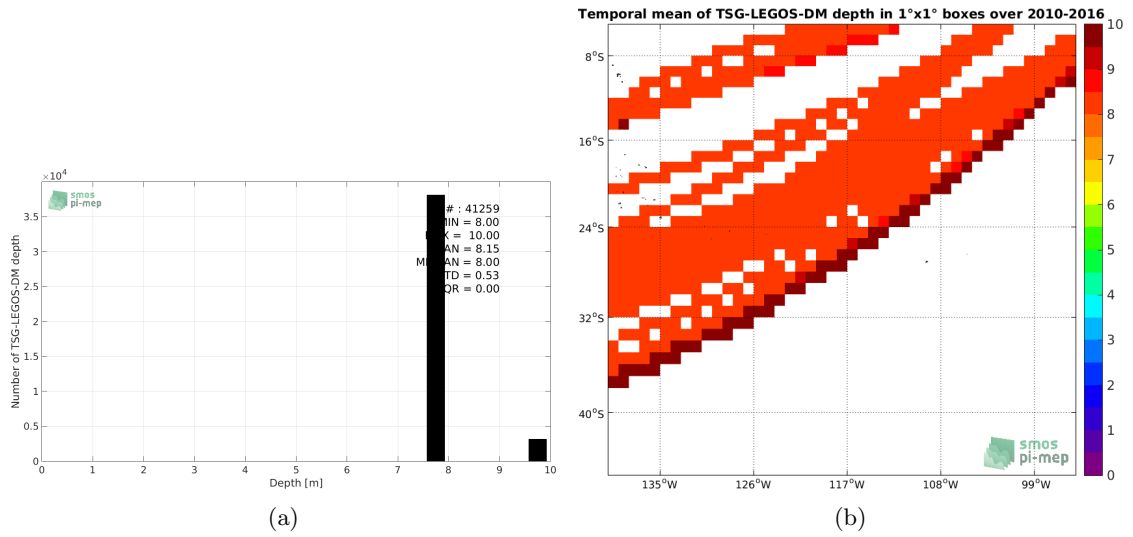 ×10⁴
smos
pi-mep
# : 41259
MIN = 8.00
X = 10.00
AN = 8.15
M AN = 8.00
TD = 0.53
QR = 0.00
3.5
3
2.5
2
1.5
1
0.5
0
Number of TSG-LEGOS-DM depth
0 1 2 3 4 5 6 7 8 9 10
Depth [m]
(a)
Temporal mean of TSG-LEGOS-DM depth in 1°x1° boxes over 2010-2016
8°S
16°S
24°S
32°S
40°S
135°W 126°W 117°W 108°W 99°W
smos
pi-mep
10
9
8
7
6
5
4
3
2
1
0
(b)